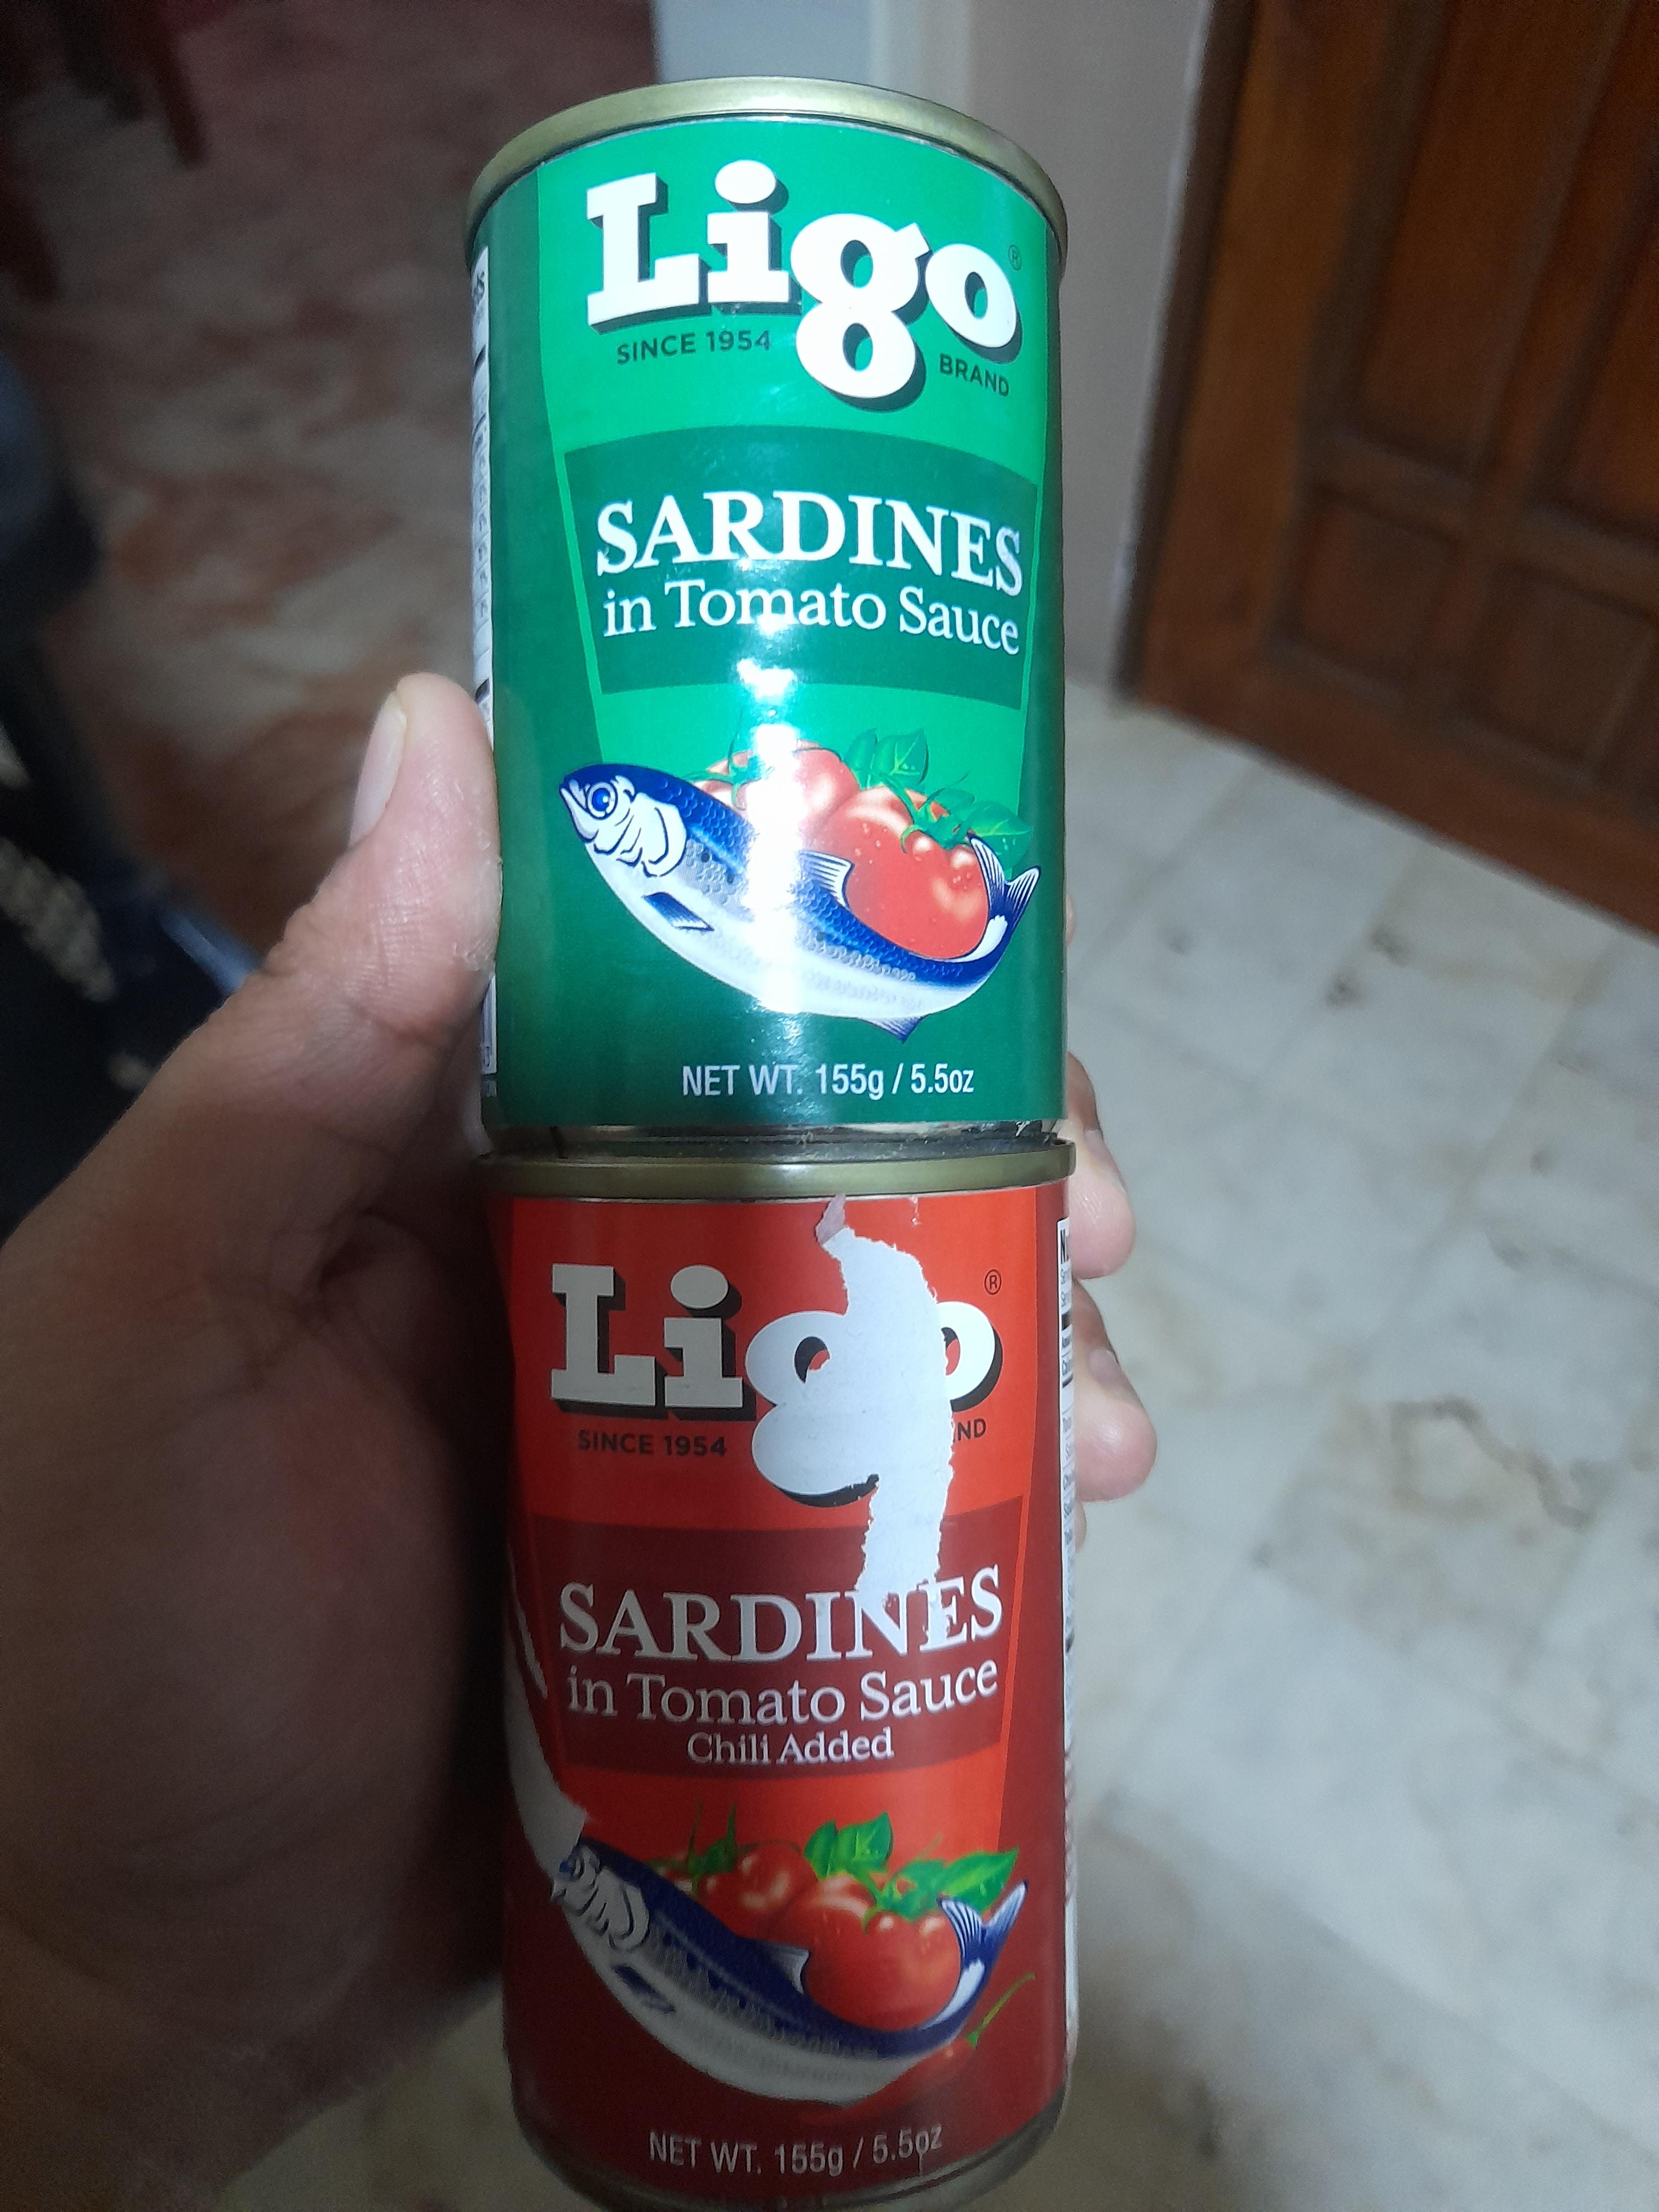 Ligo®
SINCE 1954
BRAND
SARDINES
in Tomato Sauce
NET WT. 155g / 5.5oz
Ligo®
SINCE 1954
SARDINES
in Tomato Sauce
Chili Added
NET WT. 155g / 5.5oz